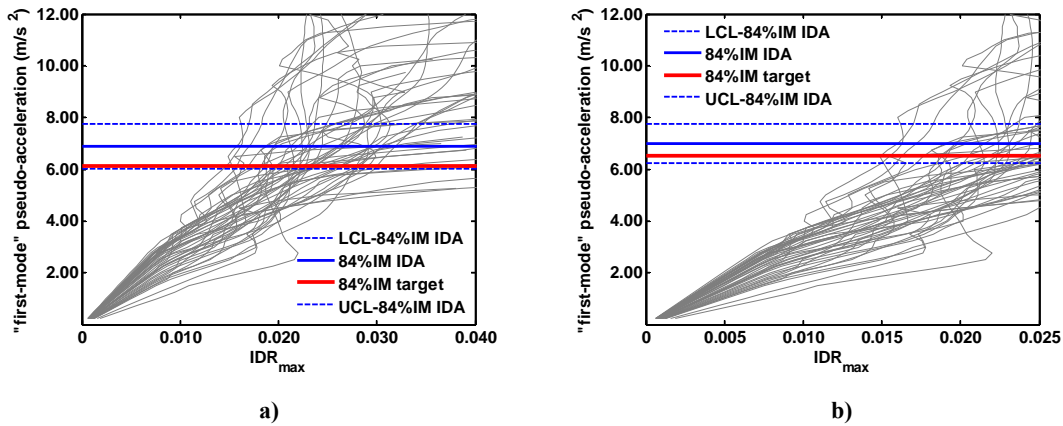 12.00
10.00
8.00
6.00
4.00
2.00
"first-mode" pseudo-acceleration (m/s 2)
LCL-84%IM IDA
84%IM IDA
84%IM target
UCL-84%IM IDA
0 0.010 0.020 0.030 0.040
IDRmax
a)
12.00
10.00
8.00
6.00
4.00
2.00
"first-mode" pseudo-acceleration (m/s 2)
LCL-84%IM IDA
84%IM IDA
84%IM target
UCL-84%IM IDA
0 0.005 0.010 0.015 0.020 0.025
IDRmax
b)